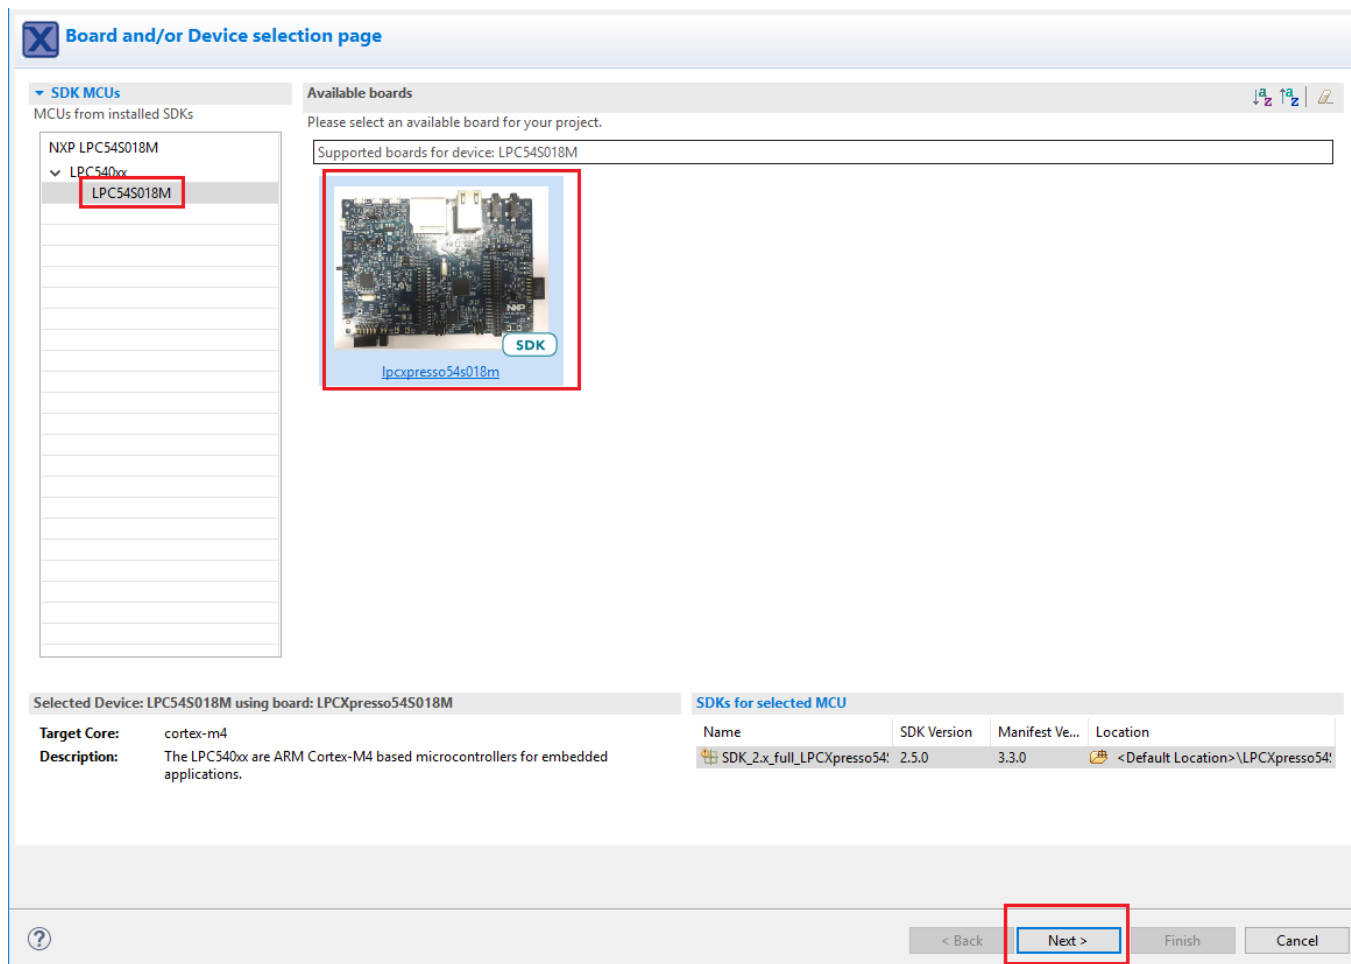 Board and/or Device selection page
SDK MCUs
MCUs from installed SDKs
NXP LPC54S018M
LPC540xx
LPC54S018M
Available boards
Please select an available board for your project.
Supported boards for device: LPC54S018M
NXP
SDK
lpcxpresso54s018m
Selected Device: LPC54S018M using board: LPCXpresso54S018M
Target Core: cortex-m4
Description: The LPC540xx are ARM Cortex-M4 based microcontrollers for embedded
applications.
SDKs for selected MCU
Name SDK Version Manifest Ve... Location
SDK_2.x_full_LPCXpresso54 2.5.0 3.3.0 <Default Location>\LPCXpresso54
< Back Next > Finish Cancel